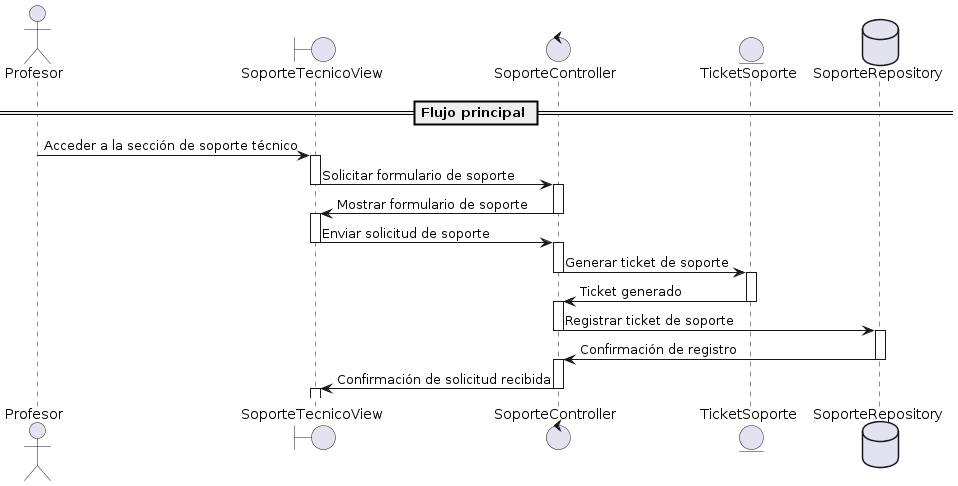 Profesor
SoporteTecnicoView
SoporteController
TicketSoporte
SoporteRepository
Flujo principal
Acceder a la sección de soporte técnico
Solicitar formulario de soporte
Mostrar formulario de soporte
Enviar solicitud de soporte
Generar ticket de soporte
Ticket generado
Registrar ticket de soporte
Confirmación de registro
Confirmación de solicitud recibida
Profesor
SoporteTecnicoView
SoporteController
TicketSoporte
SoporteRepository